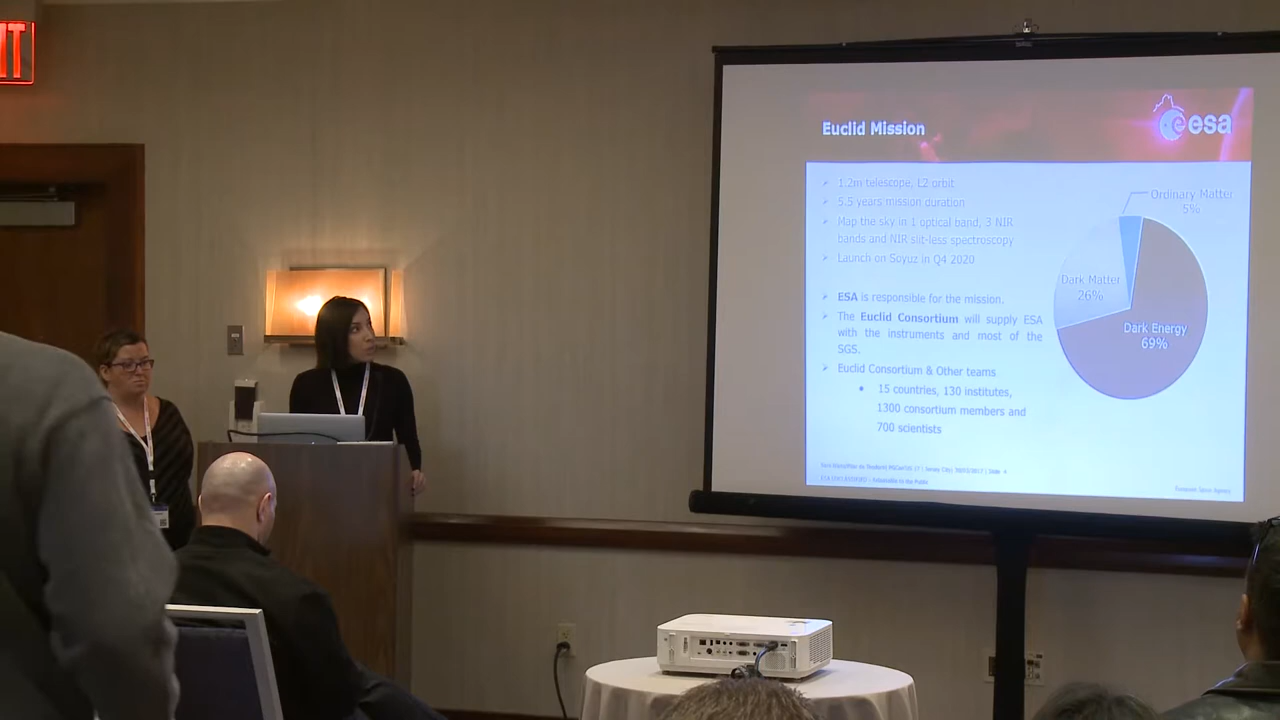 IT
Euclid Mission
esa
1.2m telescope, L2 orbit
5.5 years mission duration
Map the sky in 1 optical band, 3 NIR
bands and NIR slit-less spectroscopy
Launch on Soyuz in Q4 2020
ESA is responsible for the mission.
The Euclid Consortium will supply ESA
with the instruments and most of the
SGS.
Euclid Consortium & Other teams
15 countries, 130 institutes,
1300 consortium members and
700 scientists
Ordinary Matter
5%
Dark Matter
26%
Dark Energy
69%
European Space Agency